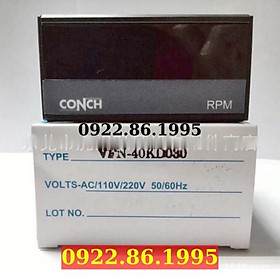 CONCH RPM
0922.86.1995
TYPE VFN-40KD030
VOLTS-AC/110V/220V 50/60Hz
LOT NO.
0922.86.1995